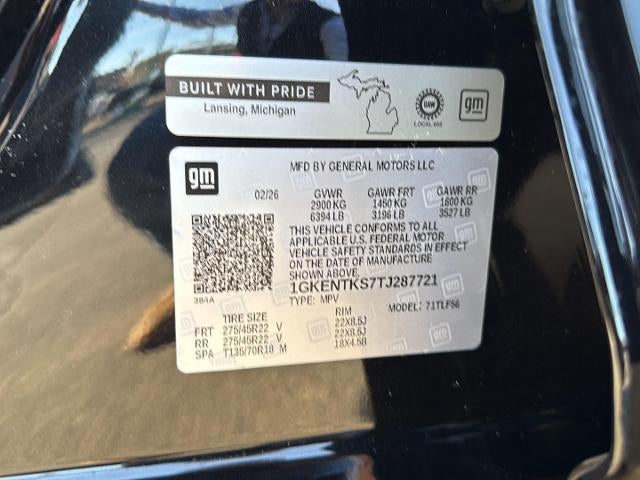 BUILT WITH PRIDE
Lansing, Michigan
UAW
LOCAL 602
gm
gm
MFD BY GENERAL MOTORS LLC
02/26 GVWR GAWR FRT GAWR RR
2900 KG 1450 KG 1600 KG
6394 LB 3196 LB 3527 LB
THIS VEHICLE CONFORMS TO ALL
APPLICABLE U.S. FEDERAL MOTOR
VEHICLE SAFETY STANDARDS IN EFFECT
ON THE DATE OF MANUFACTURE
SHOWN ABOVE.
1GKENTKS7TJ287721
TYPE: MPV MODEL: 71TLF56
384A
TIRE SIZE RIM
FRT 275/45R22 V 22X8.5J
RR 275/45R22 V 22X8.5J
SPA T135/70R18 M 18X4.5B